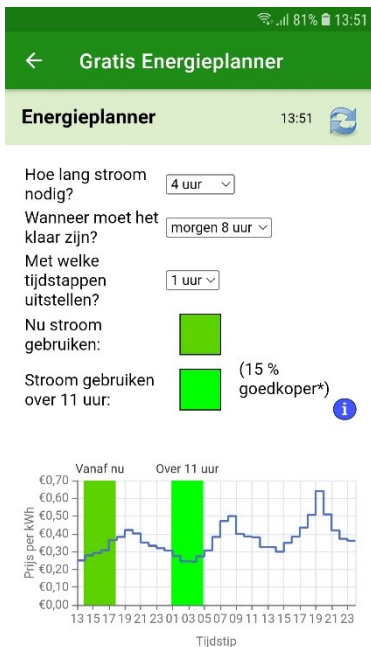 81% 13:51
Gratis Energieplanner
Energieplanner 13:51
Hoe lang stroom
nodig?
4 uur
Wanneer moet het
klaar zijn?
morgen 8 uur
Met welke
tijdstappen
uitstellen?
1 uur
Nu stroom
gebruiken:
Stroom gebruiken
over 11 uur:
(15 %
goedkoper*)
i
Vanaf nu Over 11 uur
Prijs per kWh
€0,70
€0,60
€0,50
€0,40
€0,30
€0,20
€0,10
€0,00
13 15 17 19 21 23 01 03 05 07 09 11 13 15 17 19 21 23
Tijdstip